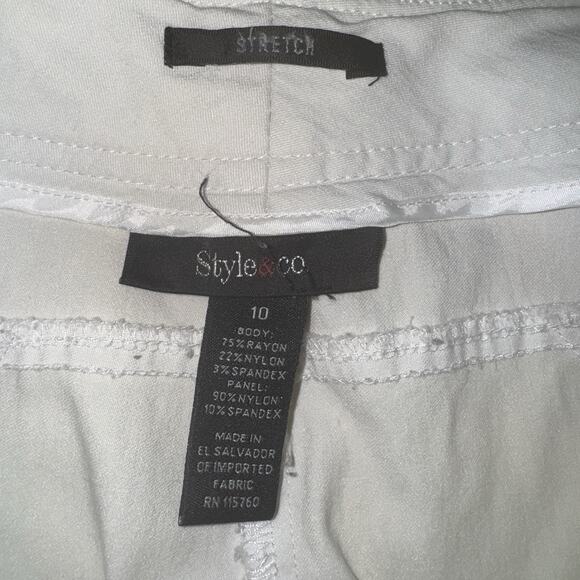 STRETCH
Style&co
10
BODY:
75%RAYON
22%NYLON
3%SPANDEX
PANEL:
90%NYLON
10%SPANDEX
MADE IN
EL SALVADOR
OF IMPORTED
FABRIC
RN 115760